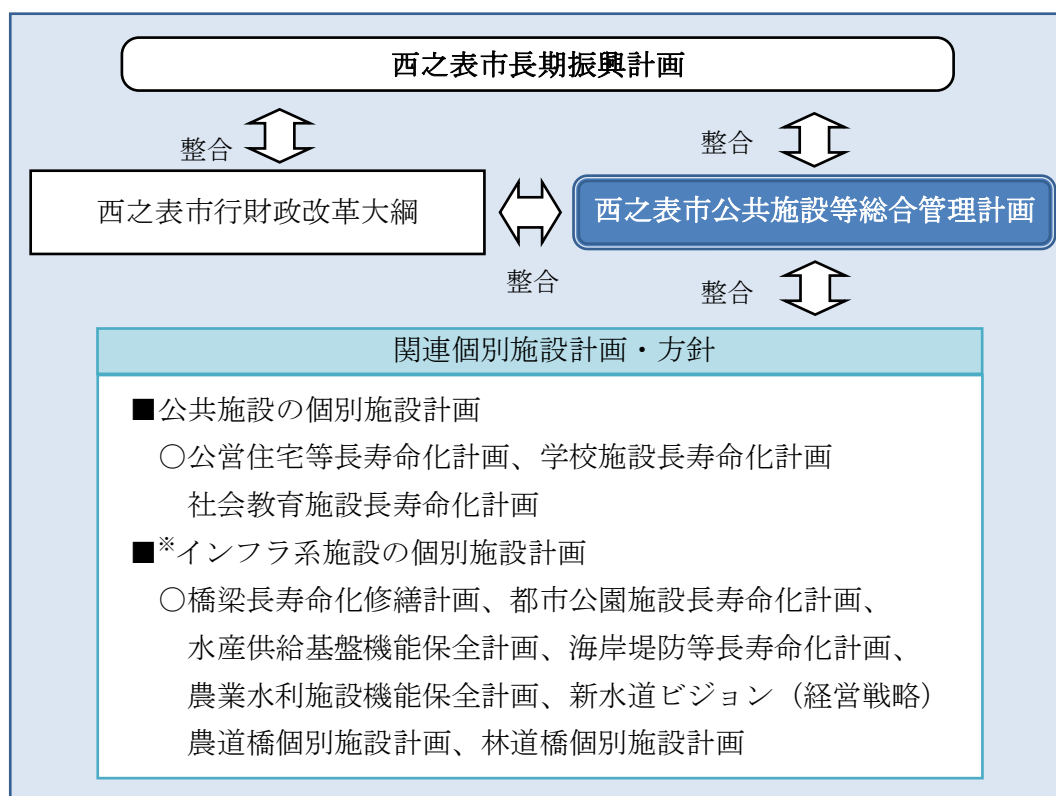 西之表市長期振興計画
整合
整合
西之表市行財政改革大綱
西之表市公共施設等総合管理計画
整合
整合
関連個別施設計画・方針
■公共施設の個別施設計画
○公営住宅等長寿命化計画、学校施設長寿命化計画
社会教育施設長寿命化計画
■※インフラ系施設の個別施設計画
○橋梁長寿命化修繕計画、都市公園施設長寿命化計画、
水産供給基盤機能保全計画、海岸堤防等長寿命化計画、
農業水利施設機能保全計画、新水道ビジョン（経営戦略）
農道橋個別施設計画、林道橋個別施設計画